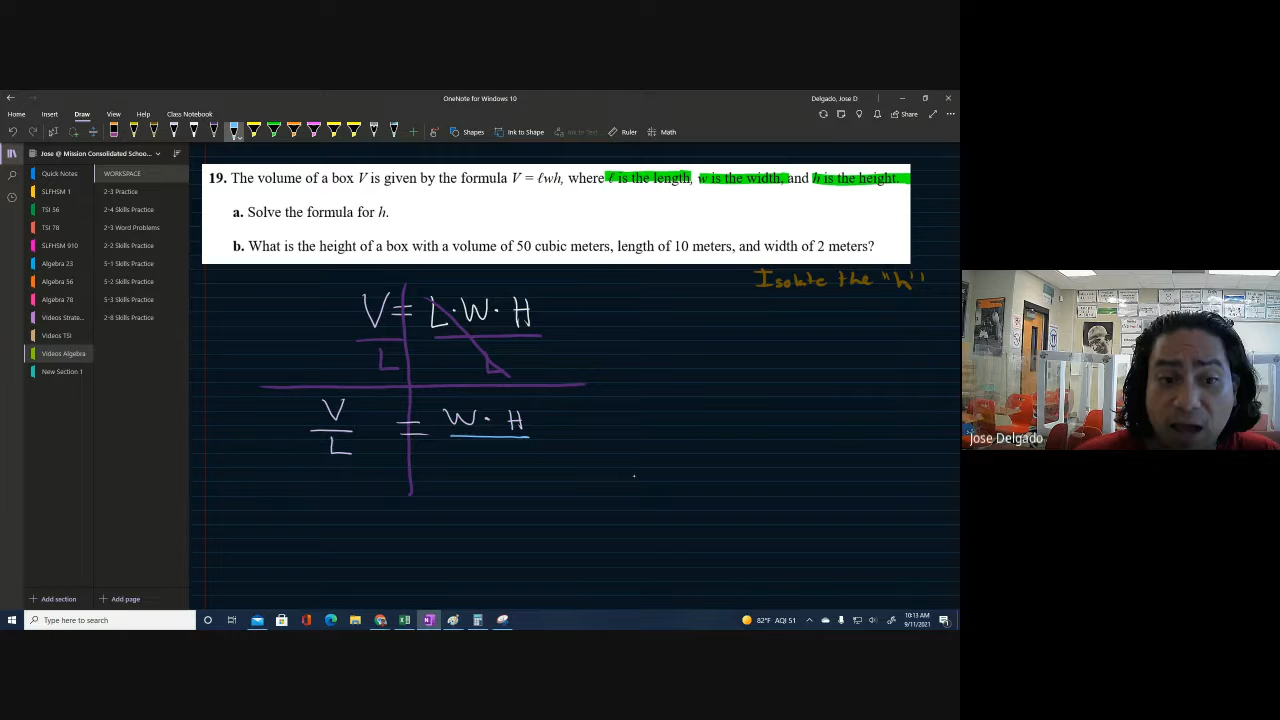 OneNote for Windows 10
Delgado, Jose D
Home Insert Draw View Help Class Notebook
Share
Shapes Ink to Shape Ink to Text Ruler Math
Jose @ Mission Consolidated Schoo...
Quick Notes
SLFHSM 1
TSI 56
TSI 78
SLFHSM 910
Algebra 23
Algebra 56
Algebra 78
Videos Strate...
Videos TSI
Videos Algebra
New Section 1
WORKSPACE
2-3 Practice
2-4 Skills Practice
2-3 Word Problems
2-2 Skills Practice
5-1 Skills Practice
5-2 Skills Practice
5-3 Skills Practice
2-8 Skills Practice
19. The volume of a box V is given by the formula V = ℓwh, where ℓ is the length, w is the width, and h is the height.
a. Solve the formula for h.
b. What is the height of a box with a volume of 50 cubic meters, length of 10 meters, and width of 2 meters?
Isolate the "h"
V = L · W · H
L L
V = W · H
L
Jose Delgado
Add section Add page
Type here to search
82°F AQI 51
10:13 AM
9/11/2021